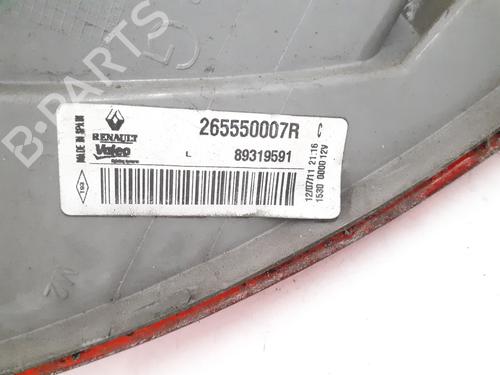 B-PARTS
MADE IN SPAIN
RENAULT
Valeo
265550007R C
L 89319591
12/07/11 21.16
1530 0000 12V